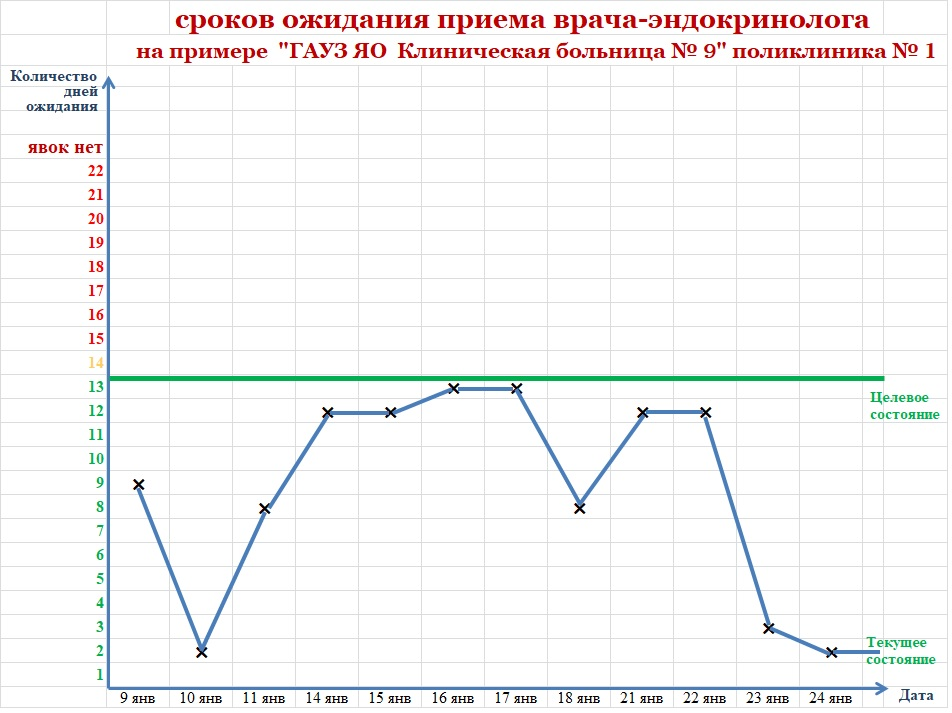 сроков ожидания приема врача-эндокринолога
на примере "ГАУЗ ЯО Клиническая больница № 9" поликлиника № 1
Количество
дней
ожидания
явок нет
22
21
20
19
18
17
16
15
14
13
12
11
10
9
8
7
6
5
4
3
2
1
Целевое
состояние
Текущее
состояние
9 янв 10 янв 11 янв 14 янв 15 янв 16 янв 17 янв 18 янв 21 янв 22 янв 23 янв 24 янв Дата